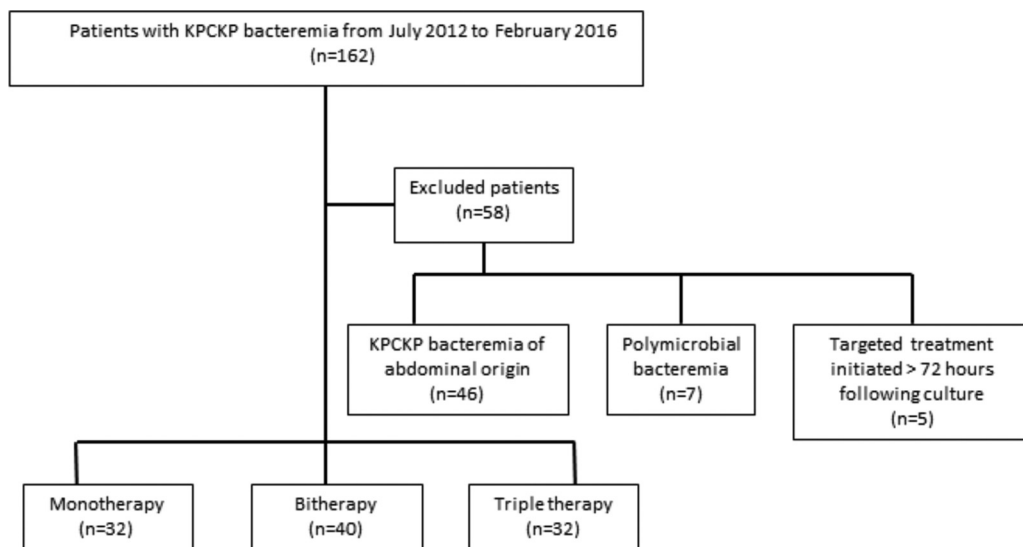 Patients with KPCKP bacteremia from July 2012 to February 2016
(n=162)
Excluded patients
(n=58)
KPCKP bacteremia of
abdominal origin
(n=46)
Polymicrobial
bacteremia
(n=7)
Targeted treatment
initiated > 72 hours
following culture
(n=5)
Monotherapy
(n=32)
Bitherapy
(n=40)
Triple therapy
(n=32)